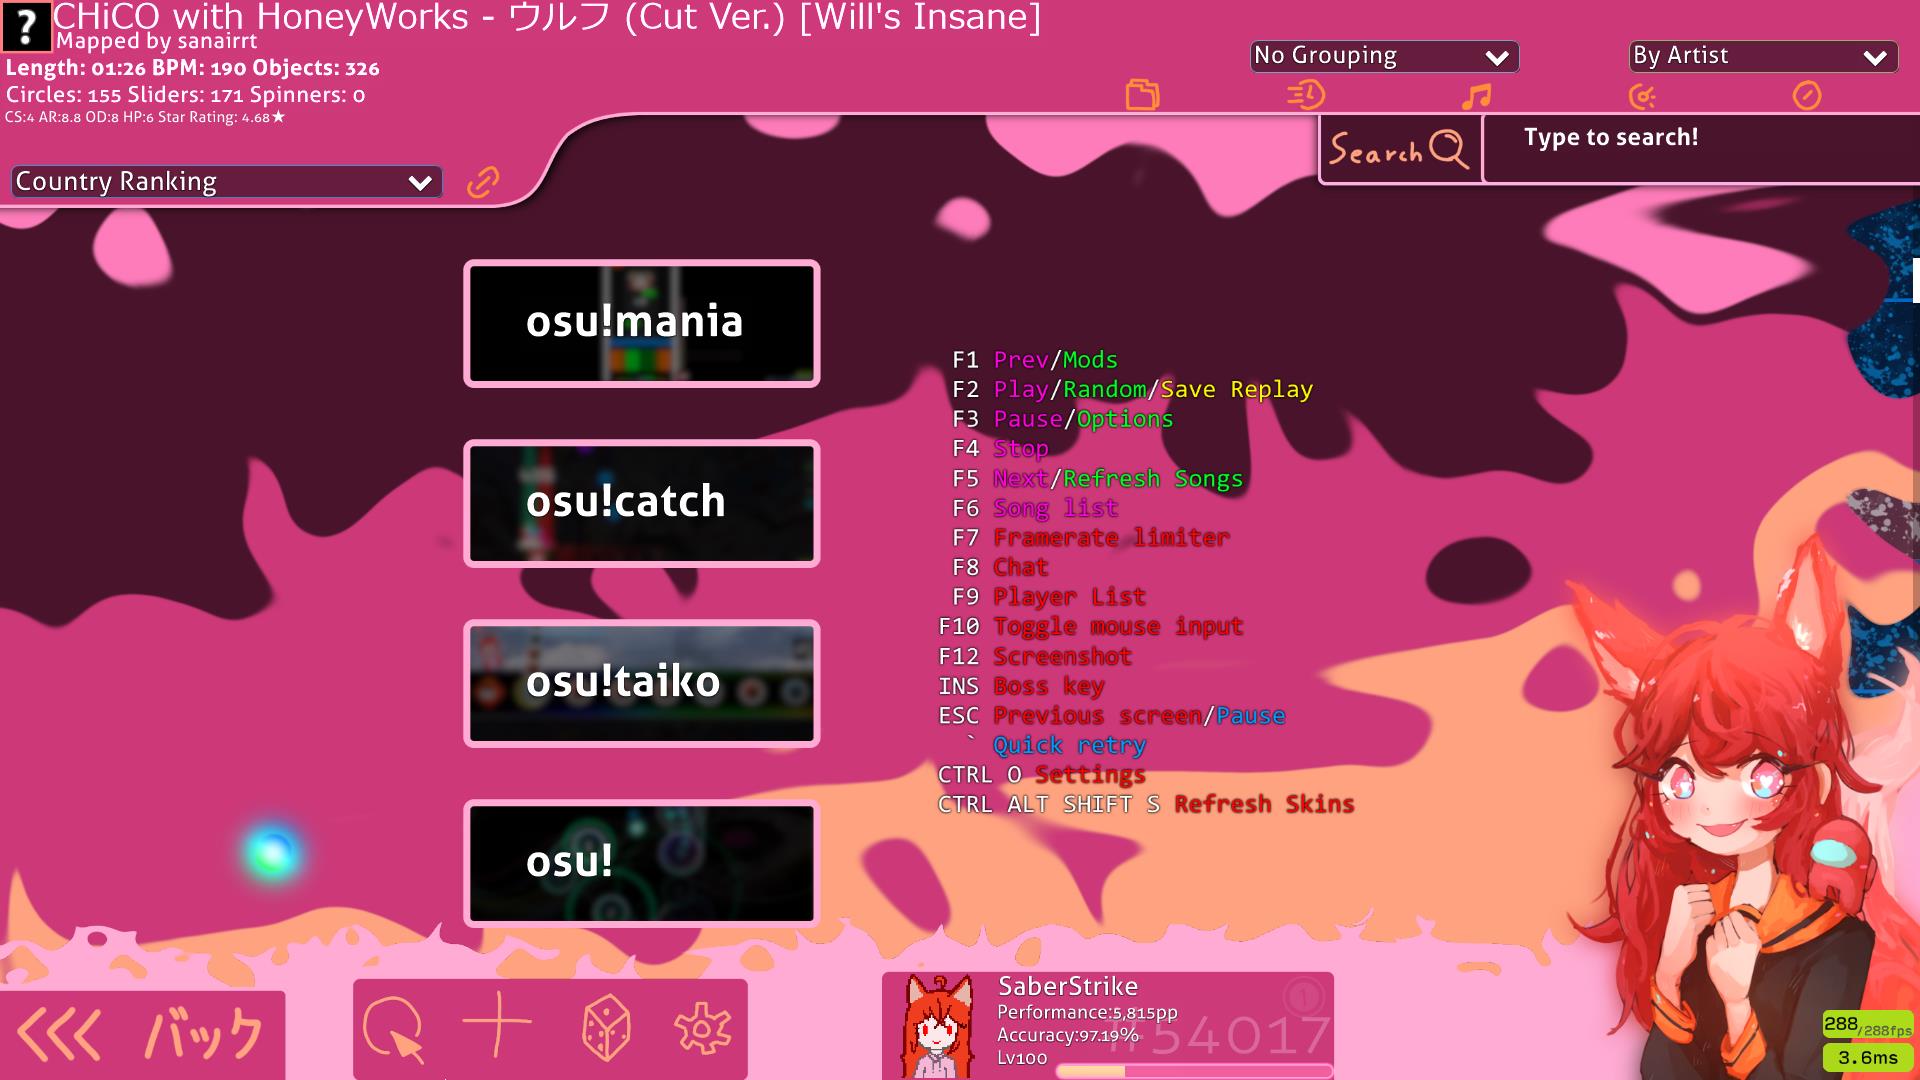 CHiCO with HoneyWorks - ウルフ (Cut Ver.) [Will's Insane]
Mapped by sanairrt
Length: 01:26 BPM: 190 Objects: 326
Circles: 155 Sliders: 171 Spinners: 0
CS:4 AR:8.8 OD:8 HP:6 Star Rating: 4.68★
No Grouping
By Artist
Country Ranking
Search
Type to search!
osu!mania
osu!catch
osu!taiko
osu!
F1 Prev/Mods
F2 Play/Random/Save Replay
F3 Pause/Options
F4 Stop
F5 Next/Refresh Songs
F6 Song list
F7 Framerate limiter
F8 Chat
F9 Player List
F10 Toggle mouse input
F12 Screenshot
INS Boss key
ESC Previous screen/Pause
` Quick retry
CTRL O Settings
CTRL ALT SHIFT S Refresh Skins
バック
SaberStrike
Performance:5,815pp
Accuracy:97.19%
Lv100
#54017
288/288fps
3.6ms